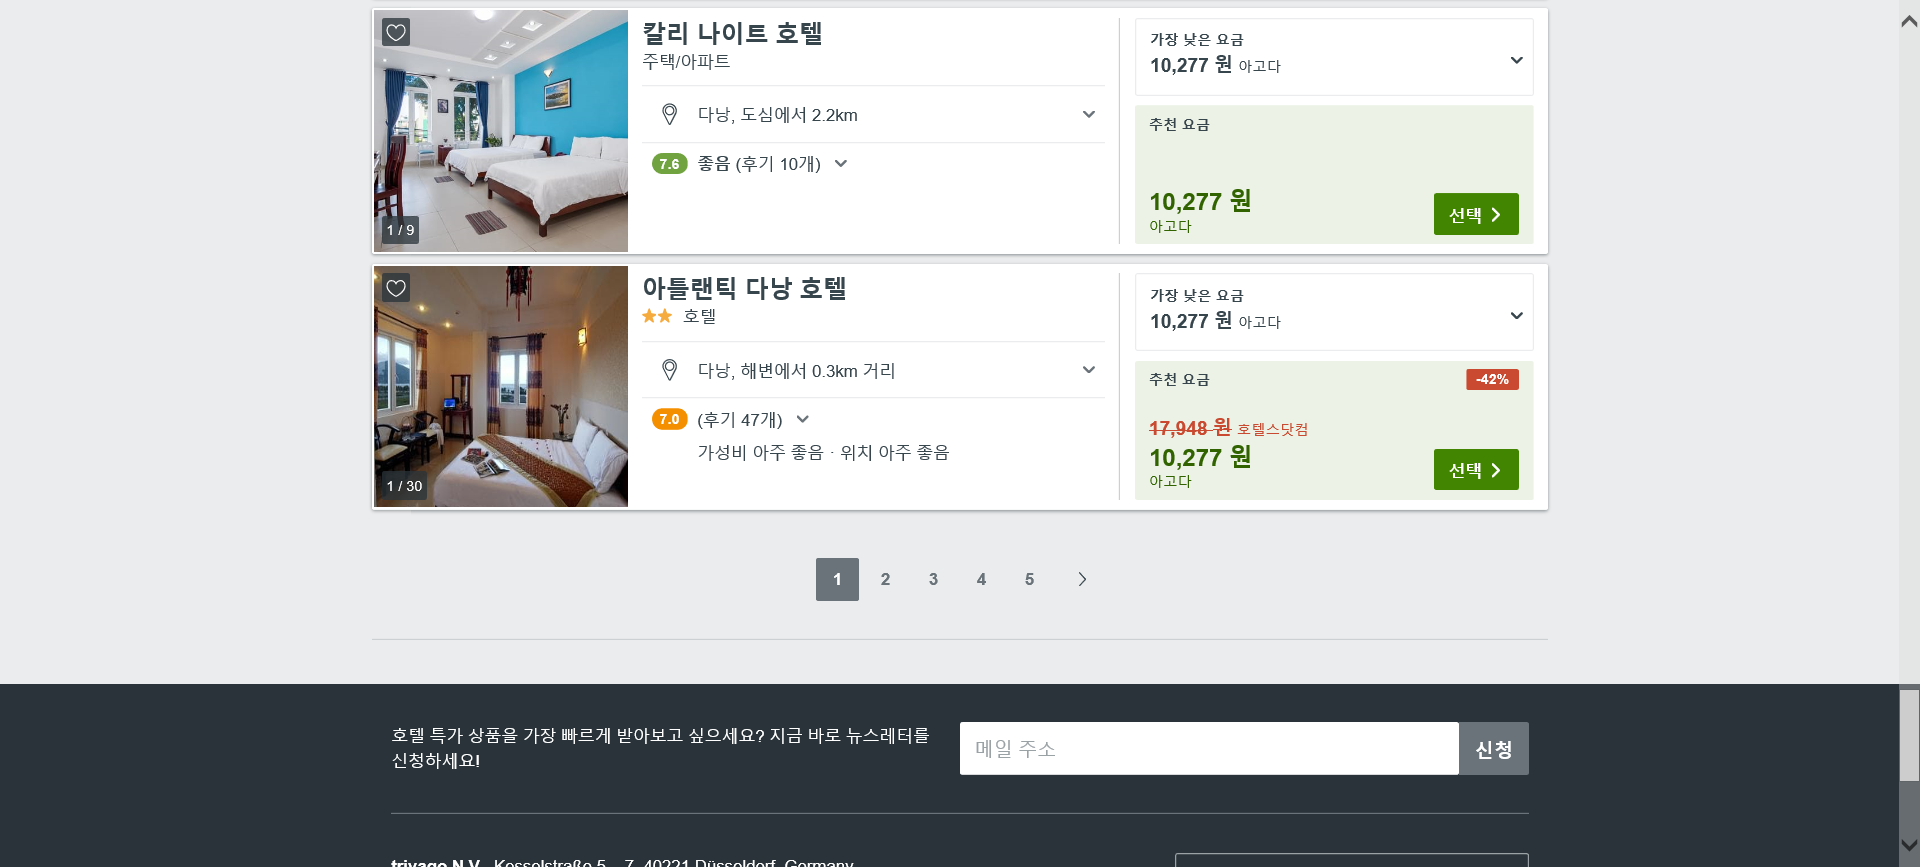 칼리 나이트 호텔
주택/아파트
다낭, 도심에서 2.2km
7.6 좋음 (후기 10개)
1 / 9
가장 낮은 요금
10,277 원 아고다
추천 요금
10,277 원
아고다
선택
아틀랜틱 다낭 호텔
호텔
다낭, 해변에서 0.3km 거리
7.0 (후기 47개)
가성비 아주 좋음 · 위치 아주 좋음
1 / 30
가장 낮은 요금
10,277 원 아고다
추천 요금
-42%
17,948 원 호텔스닷컴
10,277 원
아고다
선택
1 2 3 4 5
호텔 특가 상품을 가장 빠르게 받아보고 싶으세요? 지금 바로 뉴스레터를
신청하세요!
메일 주소
신청
trivago N.V., Kesselstraße 5 – 7, 40221 Düsseldorf, Germany